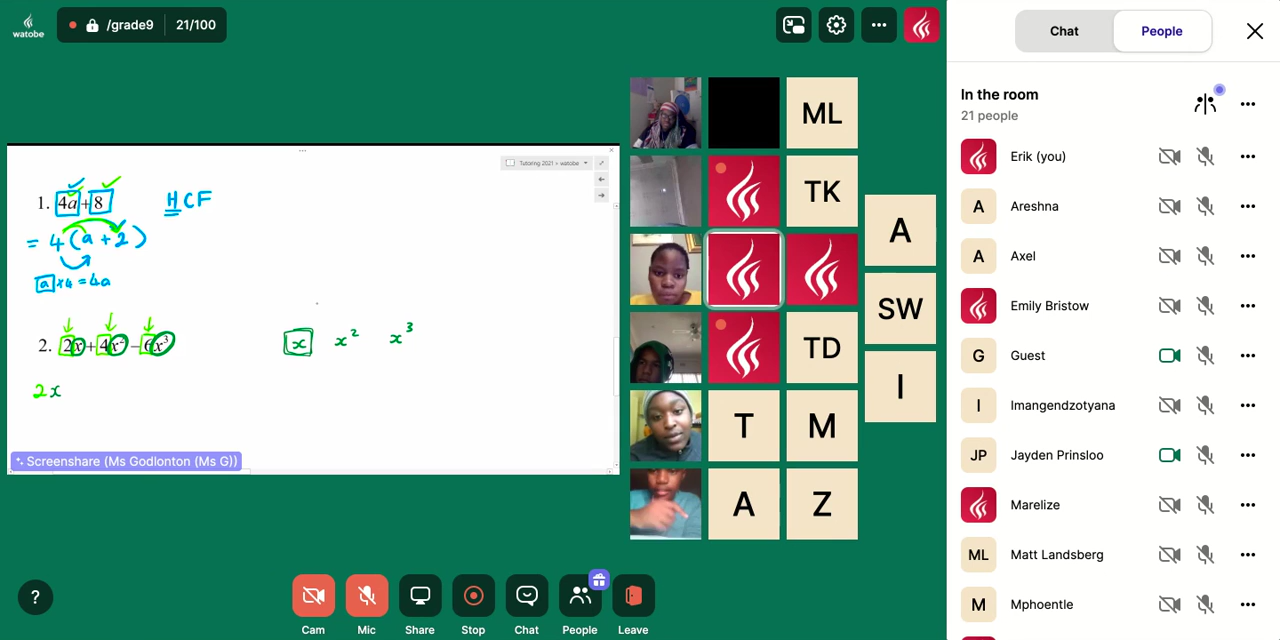 watobe
/grade9 21/100
Chat People
In the room
21 people
Erik (you)
A Areshna
A Axel
Emily Bristow
G Guest
I Imangendzotyana
JP Jayden Prinsloo
Marelize
ML Matt Landsberg
M Mphoentle
Tutoring 2021 » watobe
1. 4a+8 HCF
= 4(a+2)
a×4=4a
2. 2x+4x²−6x³ x x² x³
2x
Screenshare (Ms Godlonton (Ms G))
ML
TK
A
SW
TD
I
T M
A Z
?
Cam Mic Share Stop Chat People Leave